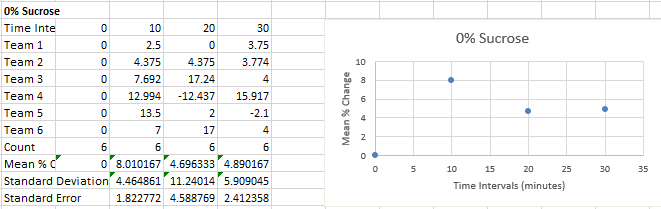 0% Sucrose
Time Inte 0 10 20 30
Team 1 0 2.5 0 3.75
Team 2 0 4.375 4.375 3.774
Team 3 0 7.692 17.24 4
Team 4 0 12.994 -12.437 15.917
Team 5 0 13.5 2 -2.1
Team 6 0 7 17 4
Count 6 6 6 6
Mean % C 0 8.010167 4.696333 4.890167
Standard Deviation 4.464861 11.24014 5.909045
Standard Error 1.822772 4.588769 2.412358
0% Sucrose
Mean % Change
10
8
6
4
2
0
0 5 10 15 20 25 30 35
Time Intervals (minutes)